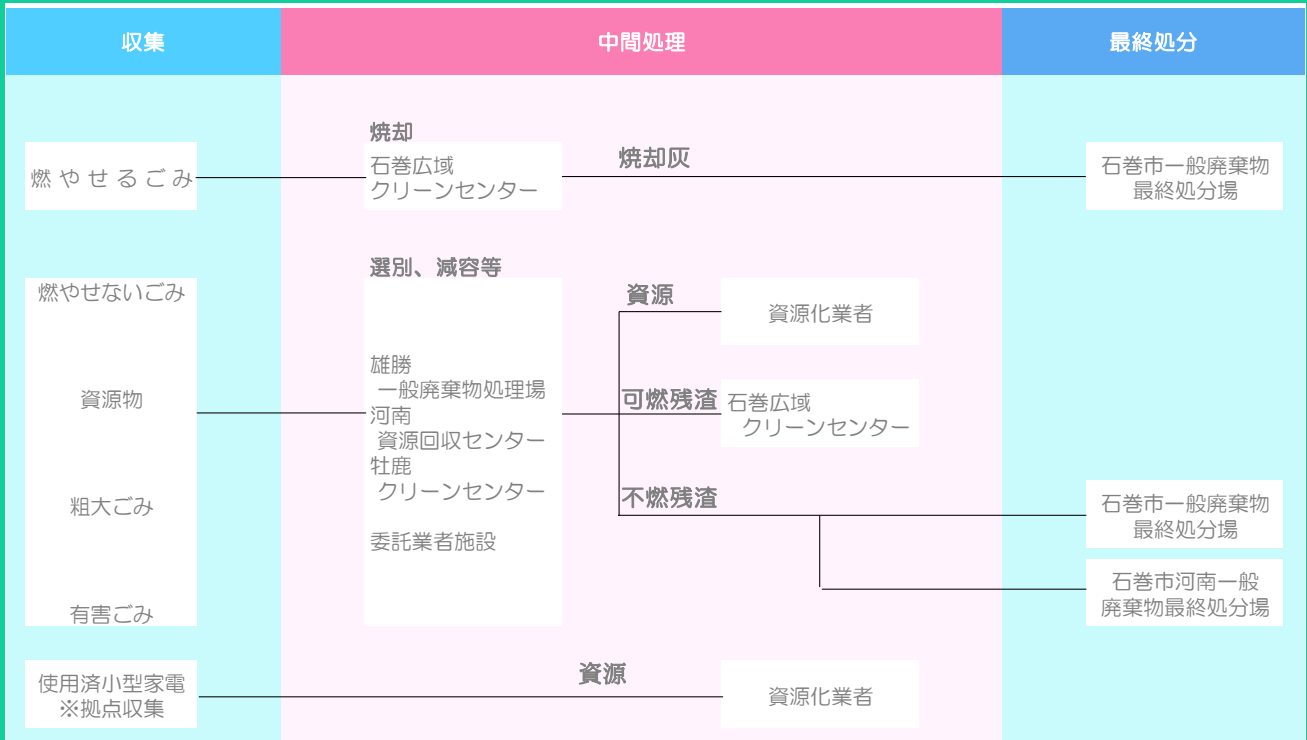 収集
中間処理
最終処分
焼却
燃やせるごみ
石巻広域
クリーンセンター
焼却灰
石巻市一般廃棄物
最終処分場
選別、減容等
燃やせないごみ
資源物
粗大ごみ
有害ごみ
雄勝
一般廃棄物処理場
河南
資源回収センター
牡鹿
クリーンセンター
委託業者施設
資源
資源化業者
可燃残渣
石巻広域
クリーンセンター
不燃残渣
石巻市一般廃棄物
最終処分場
石巻市河南一般
廃棄物最終処分場
使用済小型家電
※拠点収集
資源
資源化業者